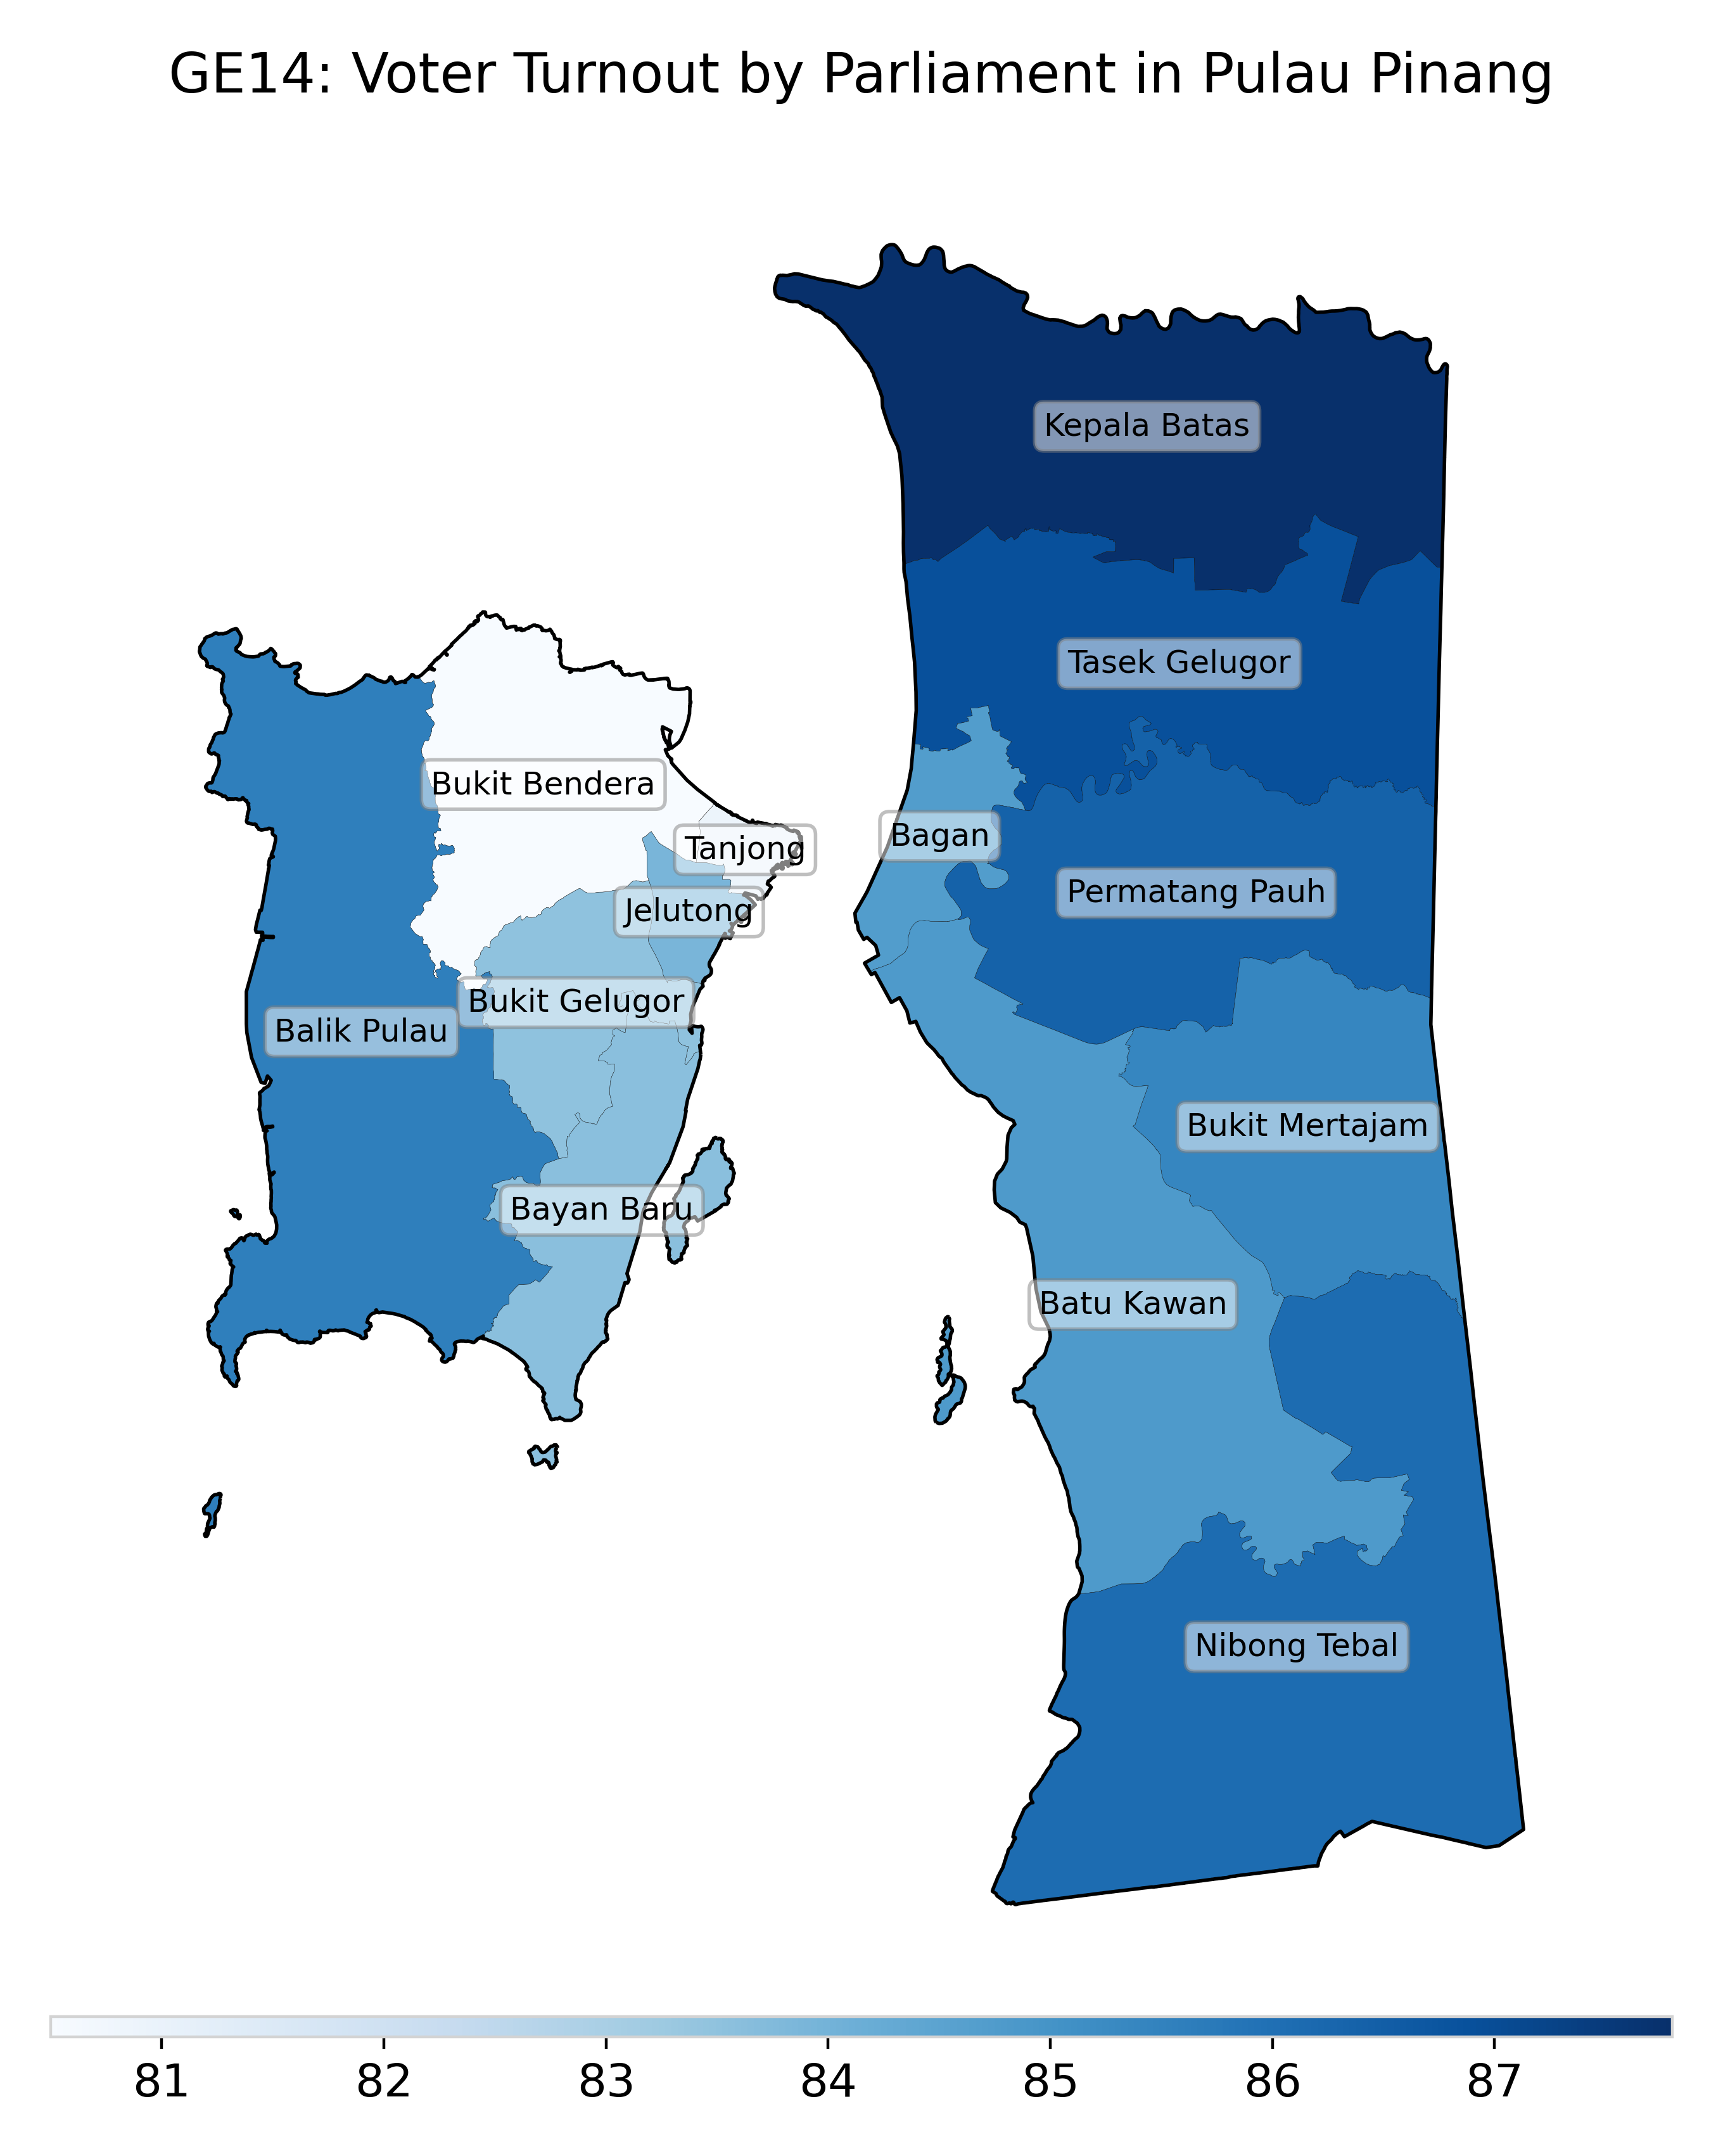 GE14: Voter Turnout by Parliament in Pulau Pinang
Kepala Batas
Tasek Gelugor
Bukit Bendera
Bagan
Tanjong
Permatang Pauh
Jelutong
Bukit Gelugor
Balik Pulau
Bukit Mertajam
Bayan Baru
Batu Kawan
Nibong Tebal
81 82 83 84 85 86 87